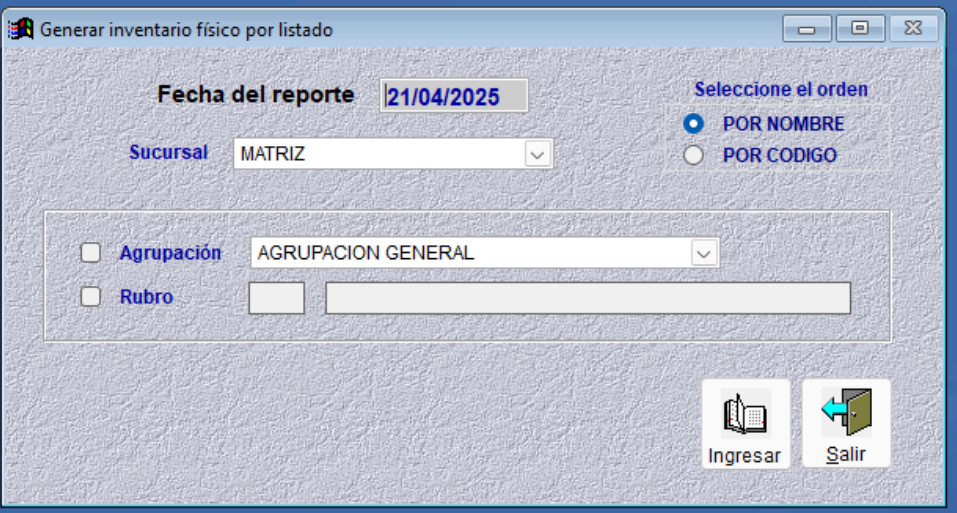 Generar inventario físico por listado
Fecha del reporte 21/04/2025
Seleccione el orden
POR NOMBRE
POR CODIGO
Sucursal MATRIZ
Agrupación AGRUPACION GENERAL
Rubro
Ingresar
Salir